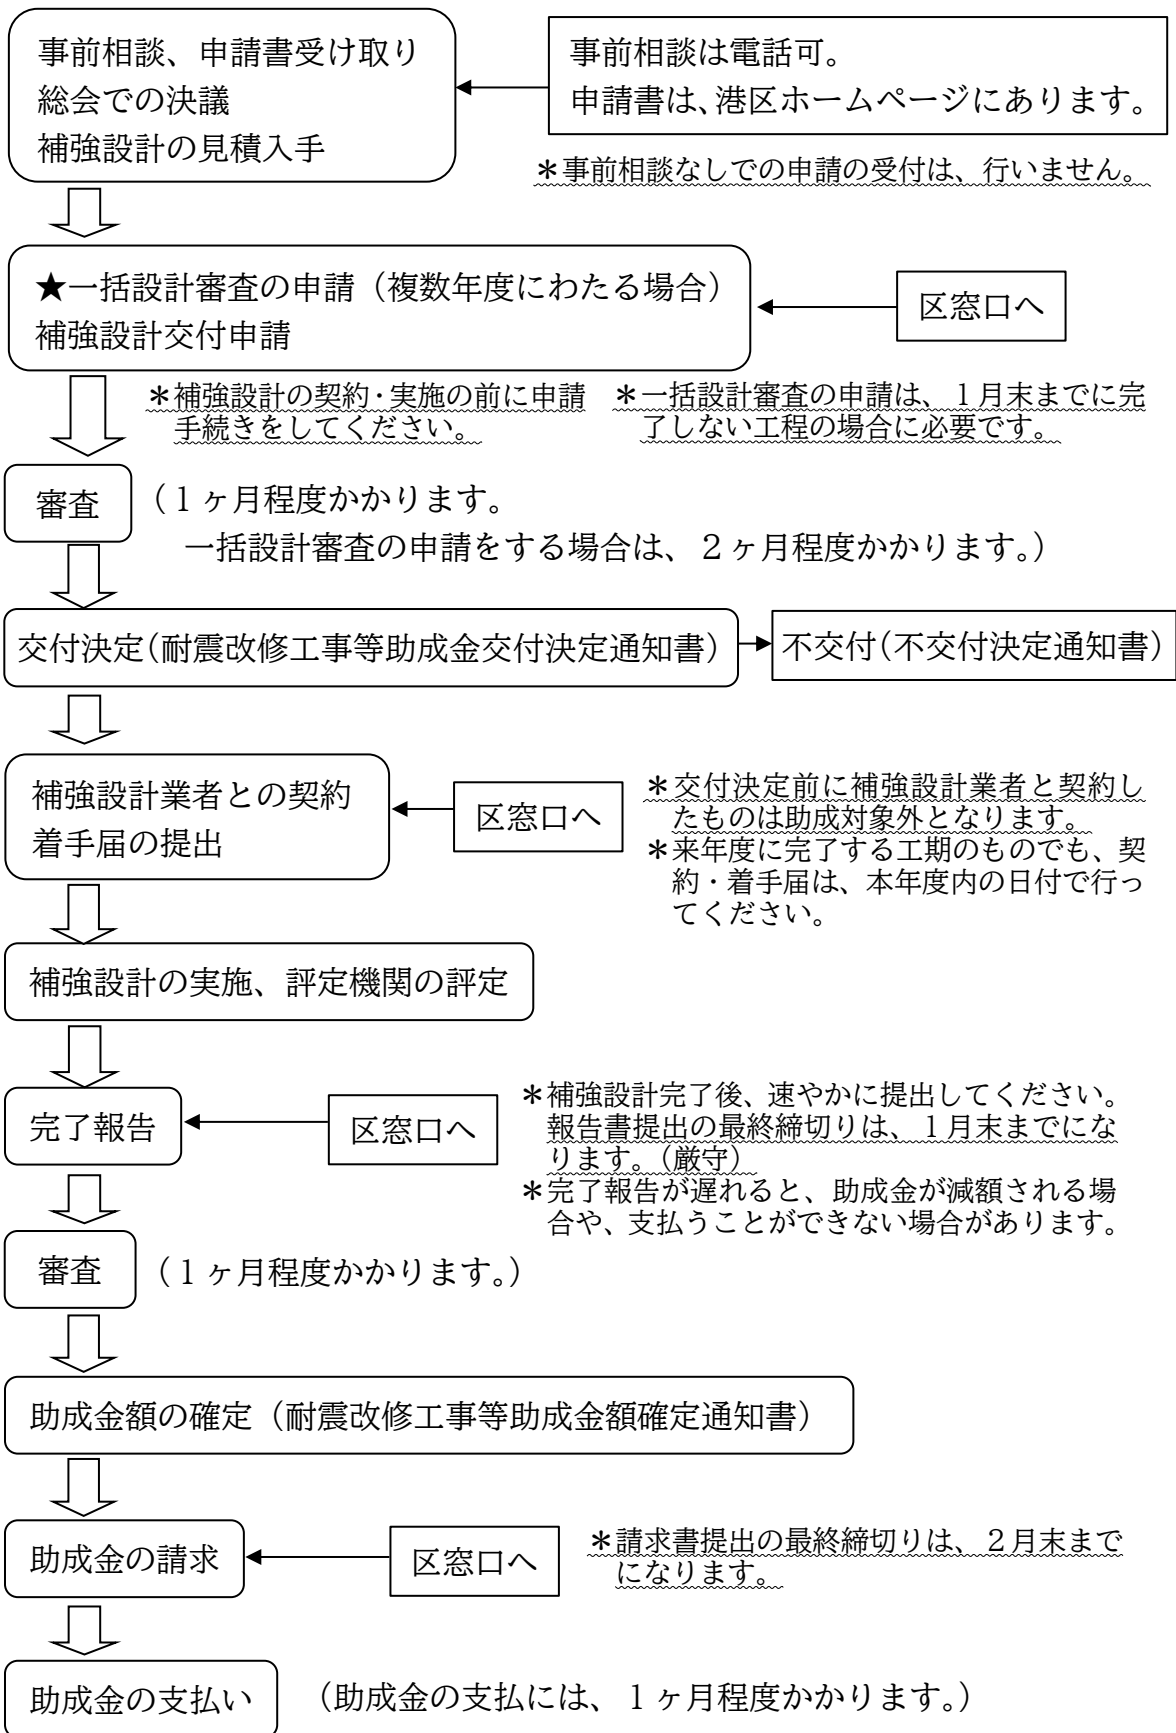 事前相談、申請書受け取り
総会での決議
補強設計の見積入手
事前相談は電話可。
申請書は、港区ホームページにあります。
＊事前相談なしでの申請の受付は、行いません。
★一括設計審査の申請（複数年度にわたる場合）
補強設計交付申請
区窓口へ
＊補強設計の契約・実施の前に申請
手続きをしてください。
＊一括設計審査の申請は、１月末までに完
了しない工程の場合に必要です。
審査
（１ヶ月程度かかります。
一括設計審査の申請をする場合は、２ヶ月程度かかります。）
交付決定（耐震改修工事等助成金交付決定通知書）
不交付（不交付決定通知書）
補強設計業者との契約
着手届の提出
区窓口へ
＊交付決定前に補強設計業者と契約し
たものは助成対象外となります。
＊来年度に完了する工期のものでも、契
約・着手届は、本年度内の日付で行っ
てください。
補強設計の実施、評定機関の評定
完了報告
区窓口へ
＊補強設計完了後、速やかに提出してください。
報告書提出の最終締切りは、１月末までにな
ります。（厳守）
＊完了報告が遅れると、助成金が減額される場
合や、支払うことができない場合があります。
審査
（１ヶ月程度かかります。）
助成金額の確定（耐震改修工事等助成金額確定通知書）
助成金の請求
区窓口へ
＊請求書提出の最終締切りは、２月末まで
になります。
助成金の支払い
（助成金の支払には、１ヶ月程度かかります。）